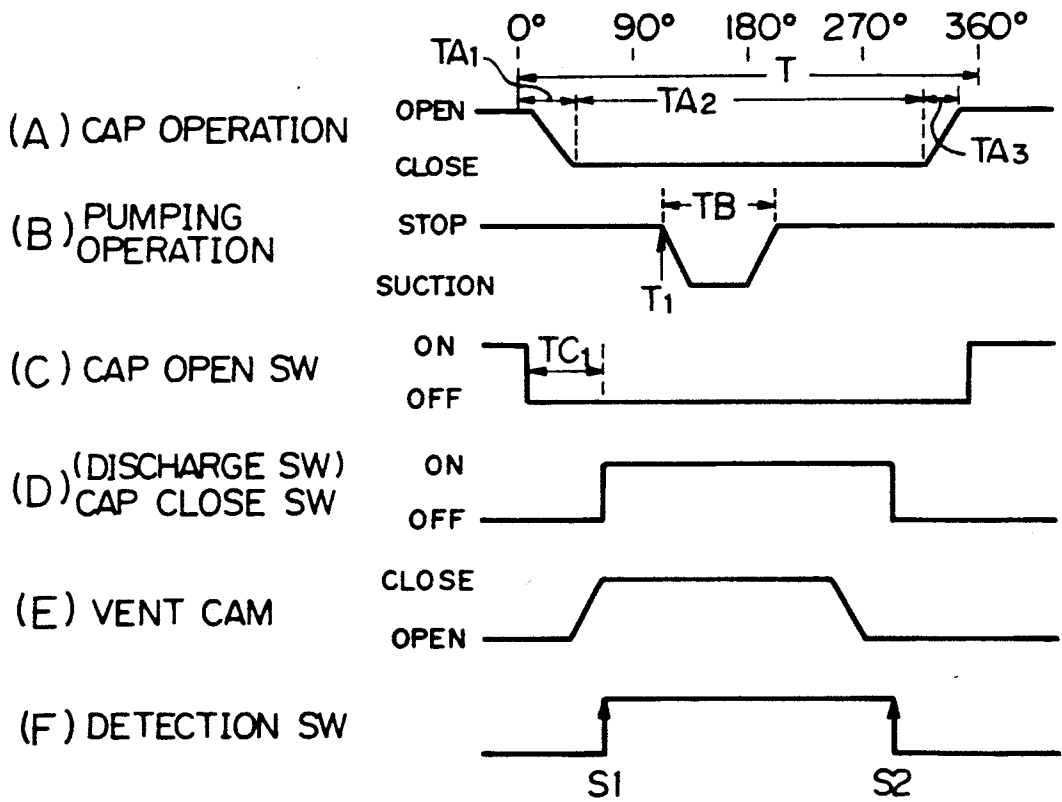 0° 90° 180° 270° 360°
TA1 T
TA2
(A) CAP OPERATION OPEN
CLOSE TA3
(B) PUMPING OPERATION STOP TB
SUCTION T1
(C) CAP OPEN SW ON TC1
OFF
(D) (DISCHARGE SW) CAP CLOSE SW ON
OFF
(E) VENT CAM CLOSE
OPEN
(F) DETECTION SW
S1 S2